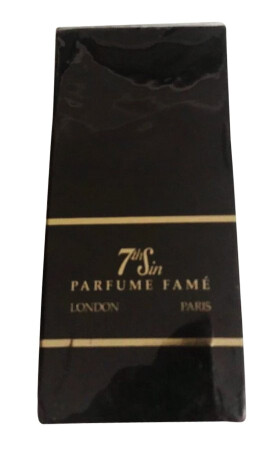 7th Sin
PARFUME FAMÉ
LONDON PARIS